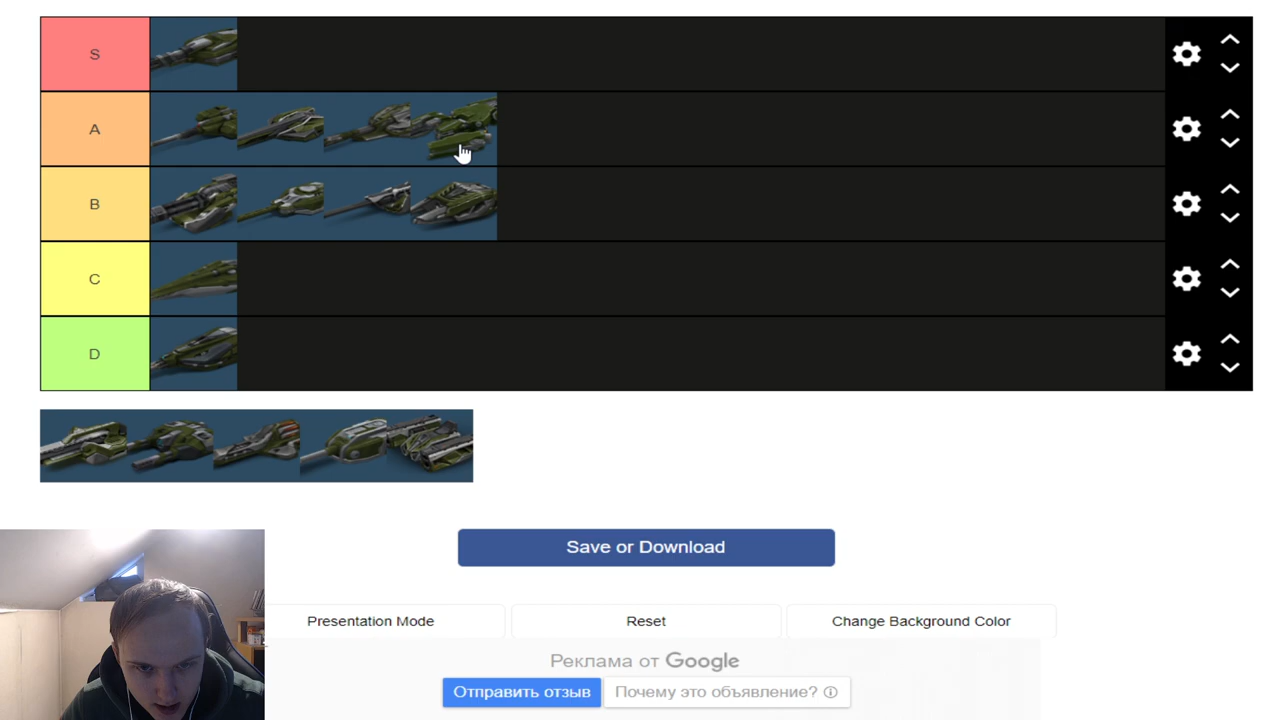 S
A
B
C
D
Save or Download
Presentation Mode
Reset
Change Background Color
Реклама от Google
Отправить отзыв
Почему это объявление?